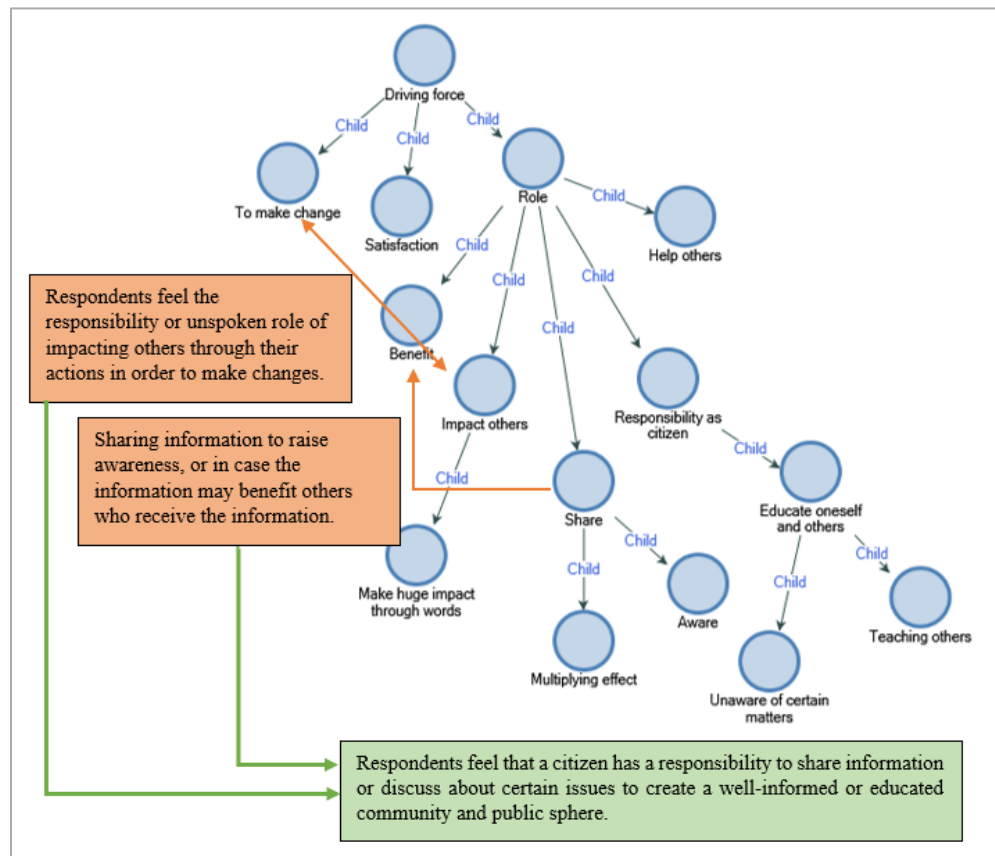 Driving force
Child
Child
Child
To make change
Satisfaction
Role
Child
Help others
Child
Child
Child
Child
Respondents feel the
responsibility or unspoken role of
impacting others through their
actions in order to make changes.
Benefit
Impact others
Responsibility as
citizen
Sharing information to raise
awareness, or in case the
information may benefit others
who receive the information.
Child
Child
Share
Educate oneself
and others
Child
Child
Child
Child
Make huge impact
through words
Aware
Teaching others
Multiplying effect
Unaware of certain
matters
Respondents feel that a citizen has a responsibility to share information
or discuss about certain issues to create a well-informed or educated
community and public sphere.